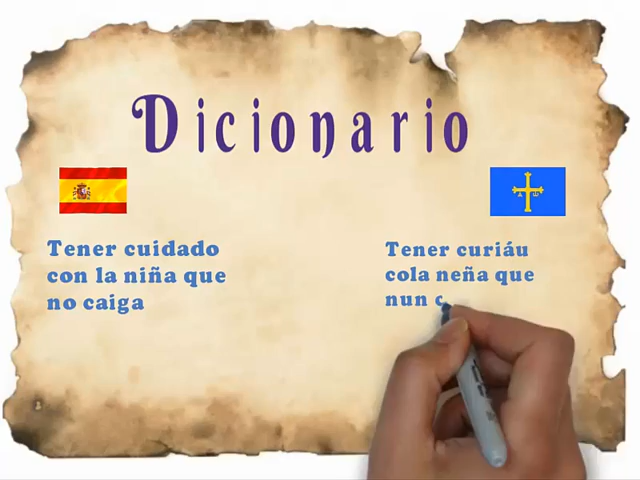 Dicionario
Tener cuidado
con la niña que
no caiga
Tener curiáu
cola neña que
nun c